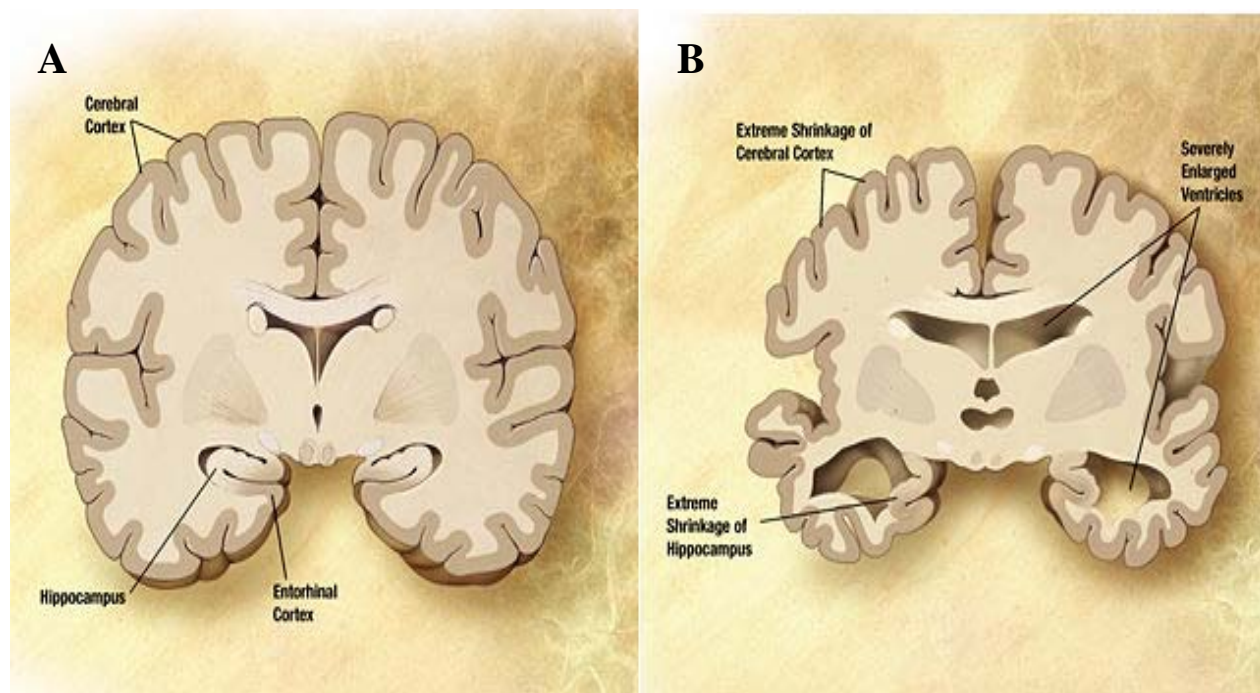 A
Cerebral
Cortex
Hippocampus
Entorhinal
Cortex
B
Extreme Shrinkage of
Cerebral Cortex
Severely
Enlarged
Ventricles
Extreme
Shrinkage of
Hippocampus